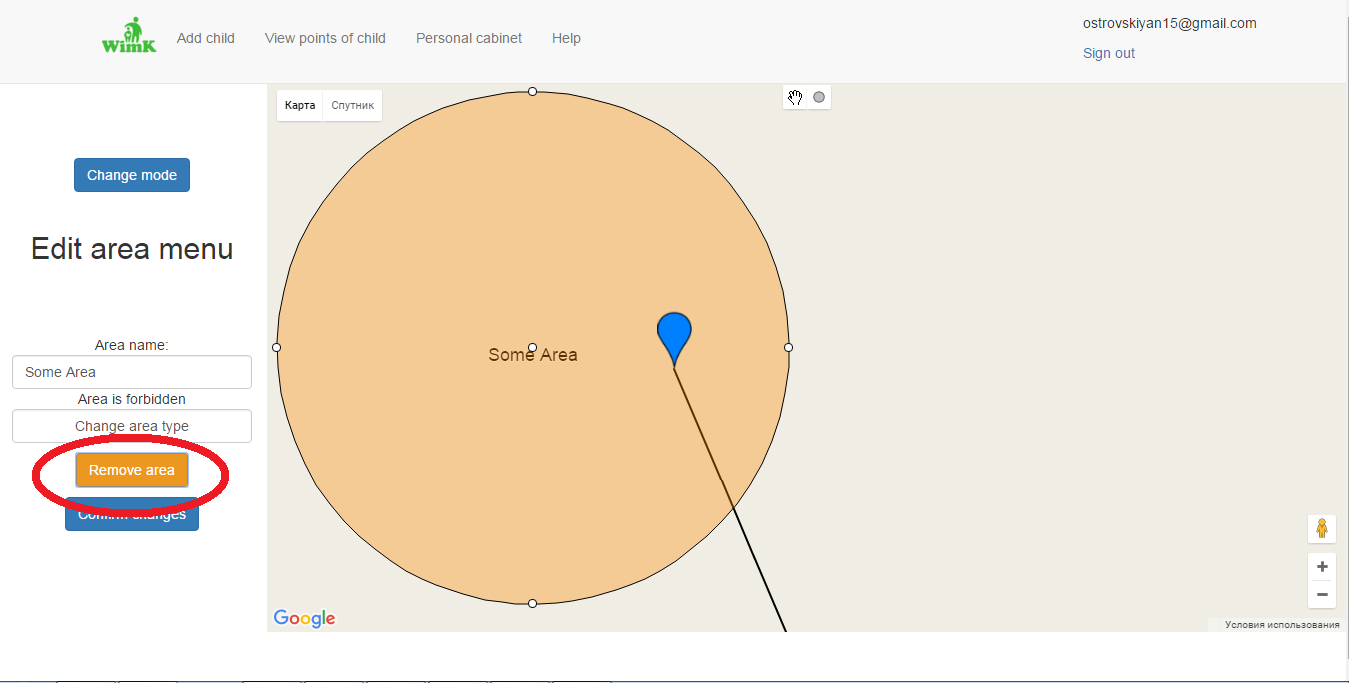 WimK
Add child
View points of child
Personal cabinet
Help
ostrovskiyan15@gmail.com
Sign out
Change mode
Edit area menu
Area name:
Some Area
Area is forbidden
Change area type
Remove area
Confirm changes
Карта
Спутник
Some Area
Google
Условия использования